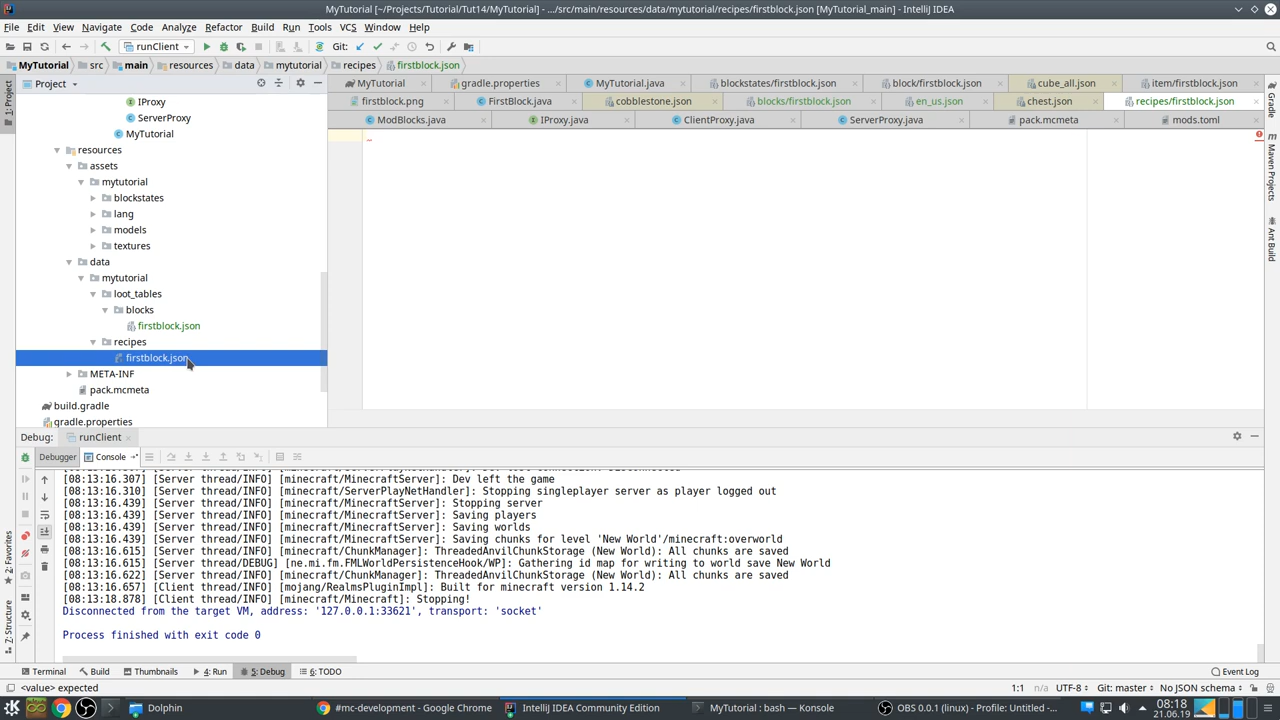 MyTutorial [~/Projects/Tutorial/Tut14/MyTutorial] - .../src/main/resources/data/mytutorial/recipes/firstblock.json [MyTutorial_main] - IntelliJ IDEA
File Edit View Navigate Code Analyze Refactor Build Run Tools VCS Window Help
runClient Git:
MyTutorial src main resources data mytutorial recipes firstblock.json
Project
MyTutorial gradle.properties MyTutorial.java blockstates/firstblock.json block/firstblock.json cube_all.json item/firstblock.json
firstblock.png FirstBlock.java cobblestone.json blocks/firstblock.json en_us.json chest.json recipes/firstblock.json
ModBlocks.java IProxy.java ClientProxy.java ServerProxy.java pack.mcmeta mods.toml
1: Project
IProxy
ServerProxy
MyTutorial
resources
assets
mytutorial
blockstates
lang
models
textures
data
mytutorial
loot_tables
blocks
firstblock.json
recipes
firstblock.json
META-INF
pack.mcmeta
build.gradle
gradle.properties
Gradle
Maven Projects
Ant Build
Debug: runClient
Debugger Console
[08:13:16.307] [Server thread/INFO] [minecraft/MinecraftServer]: Dev left the game
[08:13:16.310] [Server thread/INFO] [minecraft/ServerPlayNetHandler]: Stopping singleplayer server as player logged out
[08:13:16.439] [Server thread/INFO] [minecraft/MinecraftServer]: Stopping server
[08:13:16.439] [Server thread/INFO] [minecraft/MinecraftServer]: Saving players
[08:13:16.439] [Server thread/INFO] [minecraft/MinecraftServer]: Saving worlds
[08:13:16.439] [Server thread/INFO] [minecraft/MinecraftServer]: Saving chunks for level 'New World'/minecraft:overworld
[08:13:16.615] [Server thread/INFO] [minecraft/ChunkManager]: ThreadedAnvilChunkStorage (New World): All chunks are saved
[08:13:16.615] [Server thread/DEBUG] [ne.mi.fm.FMLWorldPersistenceHook/WP]: Gathering id map for writing to world save New World
[08:13:16.622] [Server thread/INFO] [minecraft/ChunkManager]: ThreadedAnvilChunkStorage (New World): All chunks are saved
[08:13:16.657] [Client thread/INFO] [mojang/RealmsPluginImpl]: Built for minecraft version 1.14.2
[08:13:18.878] [Client thread/INFO] [minecraft/Minecraft]: Stopping!
Disconnected from the target VM, address: '127.0.0.1:33621', transport: 'socket'
Process finished with exit code 0
2: Favorites
7: Structure
Terminal Build Thumbnails 4: Run 5: Debug 6: TODO Event Log
<value> expected 1:1 n/a UTF-8 Git: master No JSON schema
Dolphin #mc-development - Google Chrome IntelliJ IDEA Community Edition MyTutorial : bash — Konsole OBS 0.0.1 (linux) - Profile: Untitled - ... 08:18
21.06.19